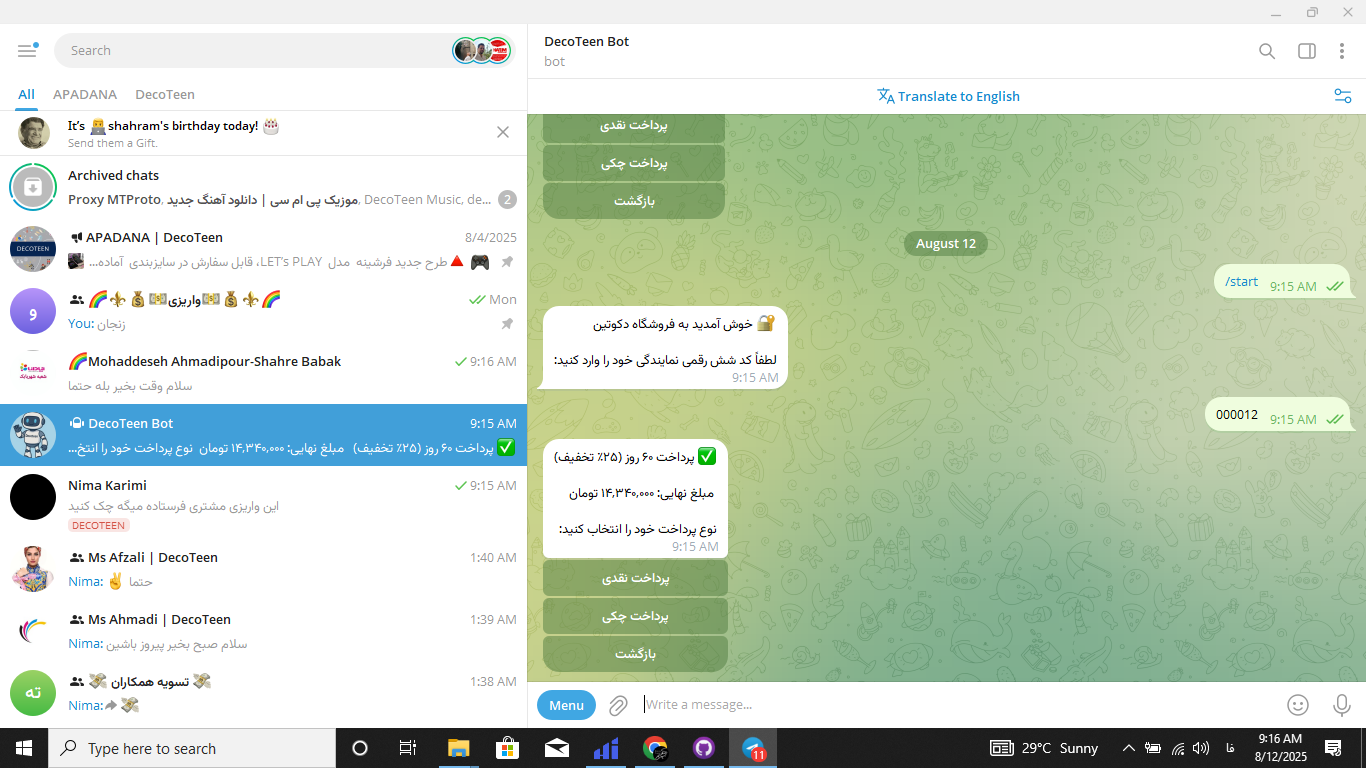 Search
All APADANA DecoTeen
It's 👨‍💻shahram's birthday today! 🎂
Send them a Gift.
Archived chats
Proxy MTProto, موزیک پی ام سی | دانلود آهنگ جدید, DecoTeen Music, de... 2
APADANA | DecoTeen 8/4/2025
🎮🔺طرح جدید فرشینه مدل LET's PLAY، قابل سفارش در سایزبندی آماده...
🌈⚜️💰💵واریزی💵💰⚜️🌈 Mon
You: زنجان
🌈Mohaddeseh Ahmadipour-Shahre Babak 9:16 AM
سلام وقت بخیر بله حتما
DecoTeen Bot 9:15 AM
✅ پرداخت ۶۰ روز (۲۵٪ تخفیف) مبلغ نهایی: ۱۴,۳۴۰,۰۰۰ تومان نوع پرداخت خود را انتخ...
Nima Karimi 9:15 AM
این واریزی مشتری فرستاده میگه چک کنید
DECOTEEN
Ms Afzali | DecoTeen 1:40 AM
Nima: ✌️ حتما
Ms Ahmadi | DecoTeen 1:39 AM
Nima: سلام صبح بخیر پیروز باشین
💸 تسویه همکاران 💸 1:38 AM
Nima: 💸
و
ته
DecoTeen Bot
bot
Translate to English
پرداخت نقدی
پرداخت چکی
بازگشت
August 12
/start 9:15 AM
🔐 خوش آمدید به فروشگاه دکوتین
لطفاً کد شش رقمی نمایندگی خود را وارد کنید:
9:15 AM
000012 9:15 AM
✅ پرداخت ۶۰ روز (۲۵٪ تخفیف)
مبلغ نهایی: ۱۴,۳۴۰,۰۰۰ تومان
نوع پرداخت خود را انتخاب کنید:
9:15 AM
پرداخت نقدی
پرداخت چکی
بازگشت
Menu
Write a message...
Type here to search
11
29°C Sunny
فا
9:16 AM
8/12/2025